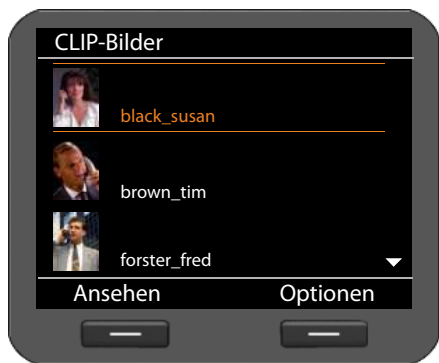 CLIP-Bilder
black_susan
brown_tim
forster_fred
Ansehen Optionen